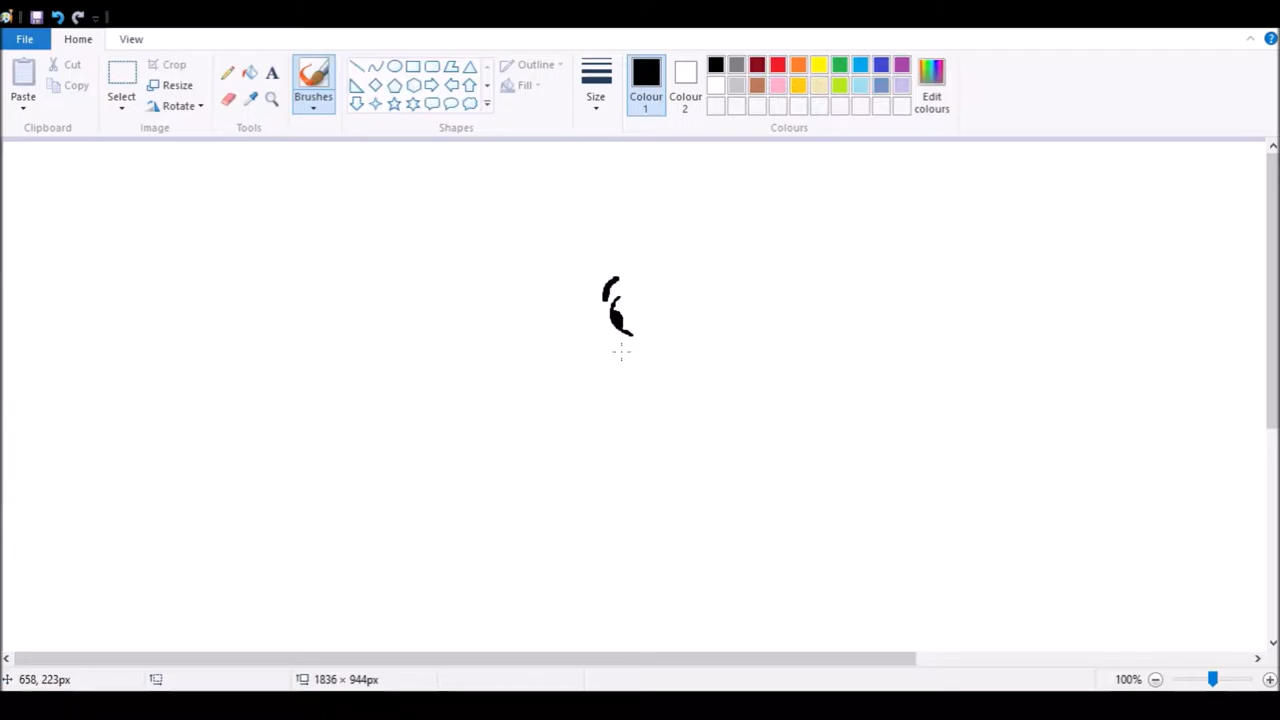 File Home View
Cut Crop Outline
Copy Resize Fill
Paste Select Rotate Brushes Size Colour 1 Colour 2 Edit colours
Clipboard Image Tools Shapes Colours
658, 223px 1836 × 944px 100%